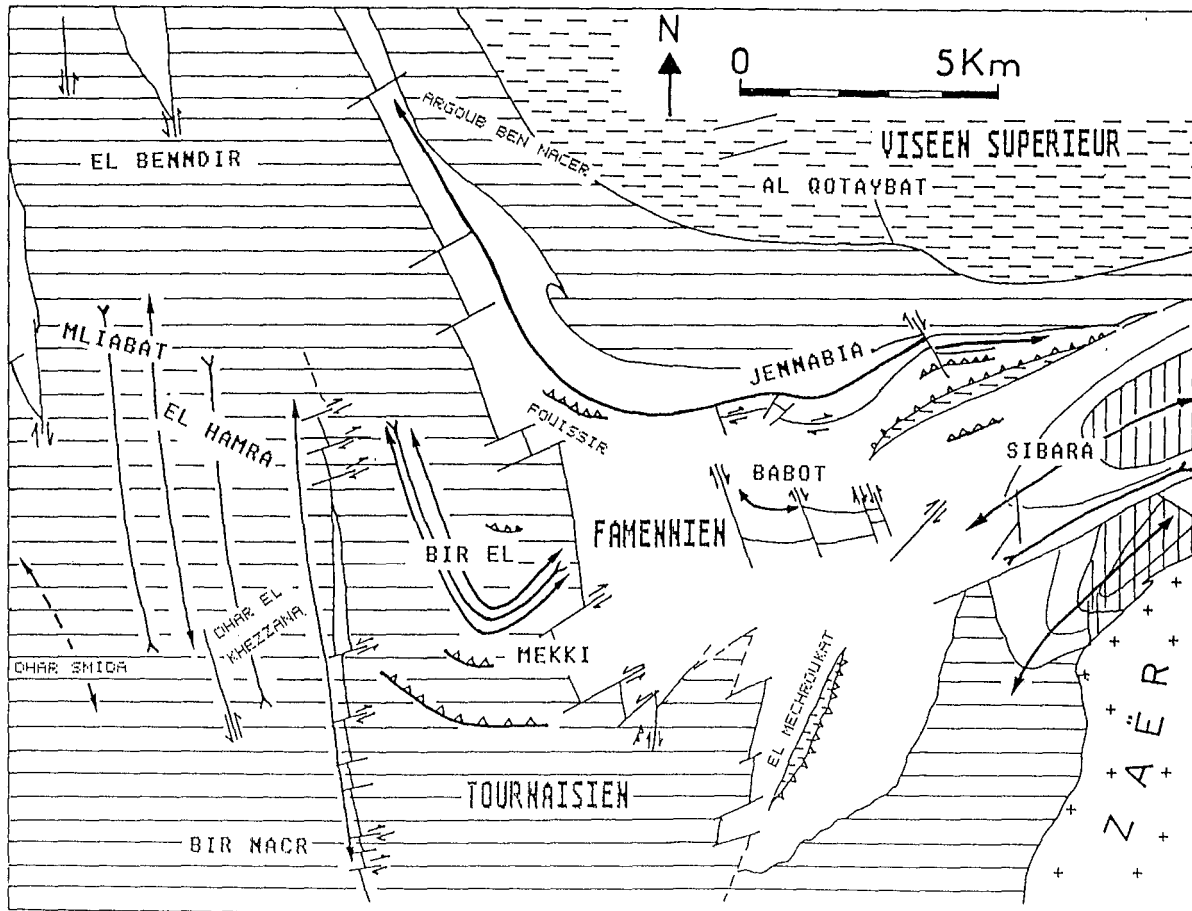 N
0 5Km
ARGOUB BEN NACER
VISEEN SUPERIEUR
EL BENNDIR
AL QOTAYBAT
MLIABAT
JENNABIA
EL HAMRA
FOUISSIR
SIBARA
BABOT
FAMENNIEN
BIR EL
MEKKI
DHAR EL
KHEZZANA
DHAR SMIDA
EL MECHROUKAT
ZAËR
TOURNAISIEN
BIR NACR